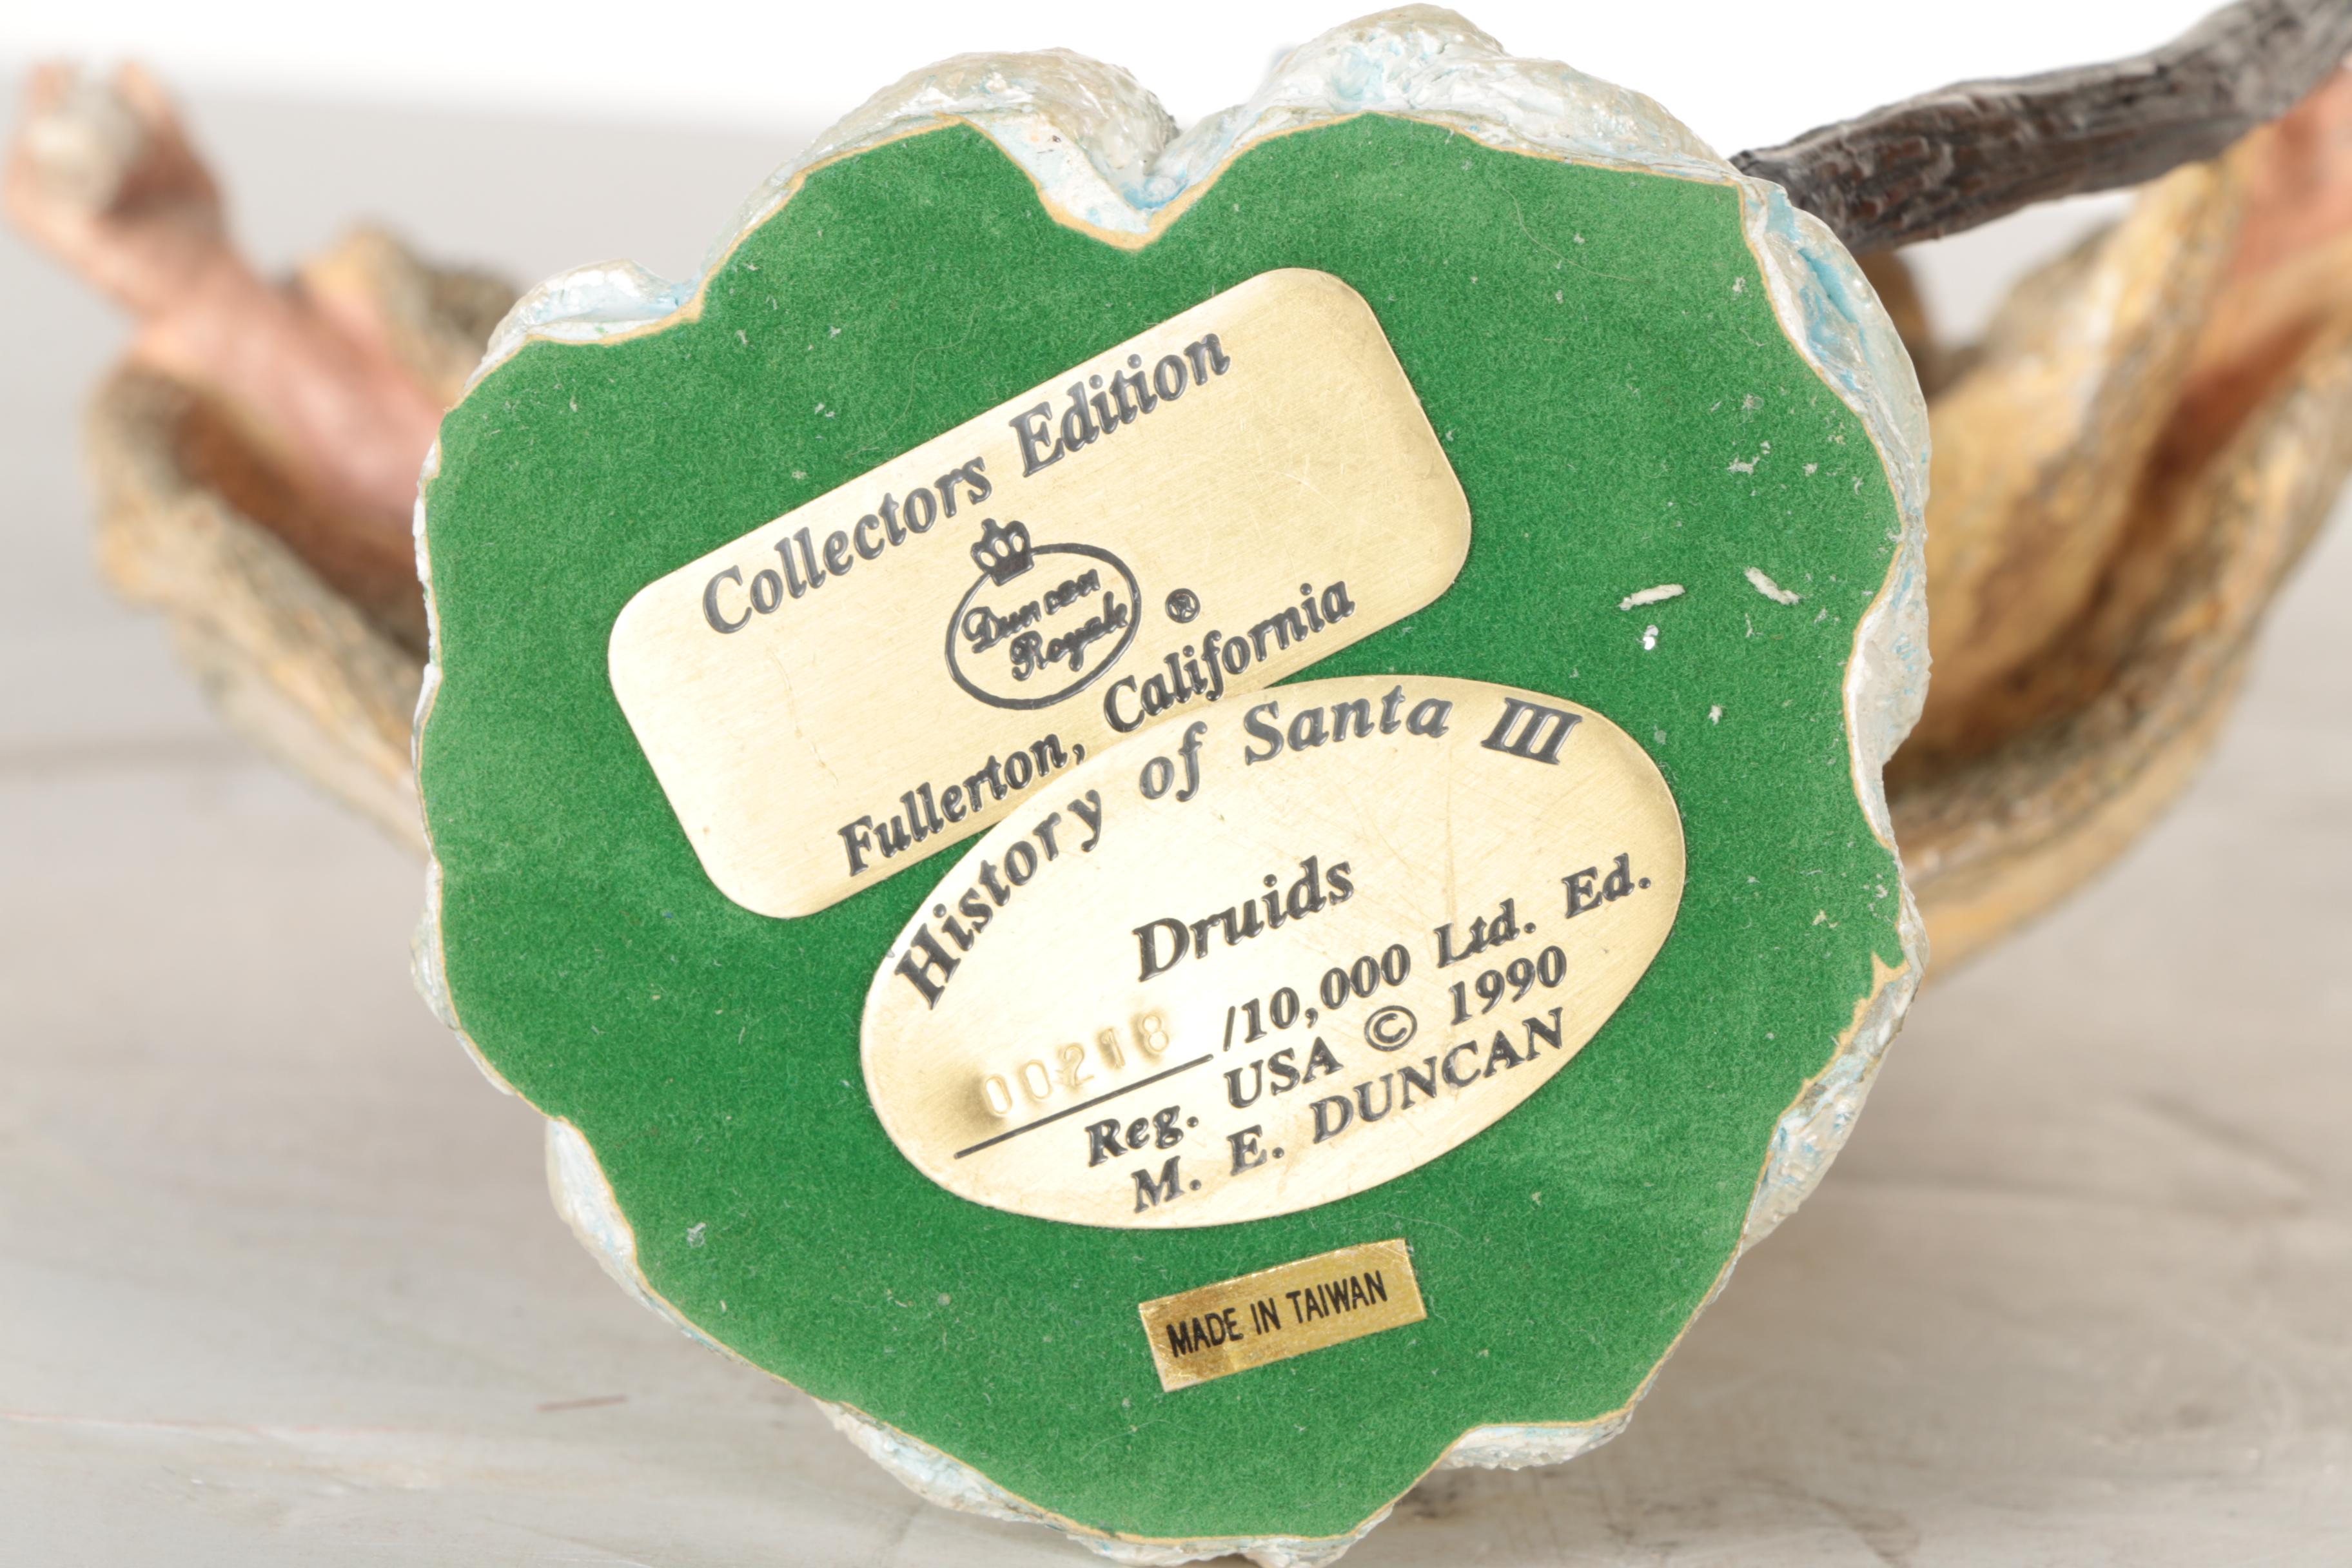 Collectors Edition
Duncan
Royale ®
Fullerton, California
History of Santa III
Druids
00218 /10,000 Ltd. Ed.
Reg. USA © 1990
M. E. DUNCAN
MADE IN TAIWAN